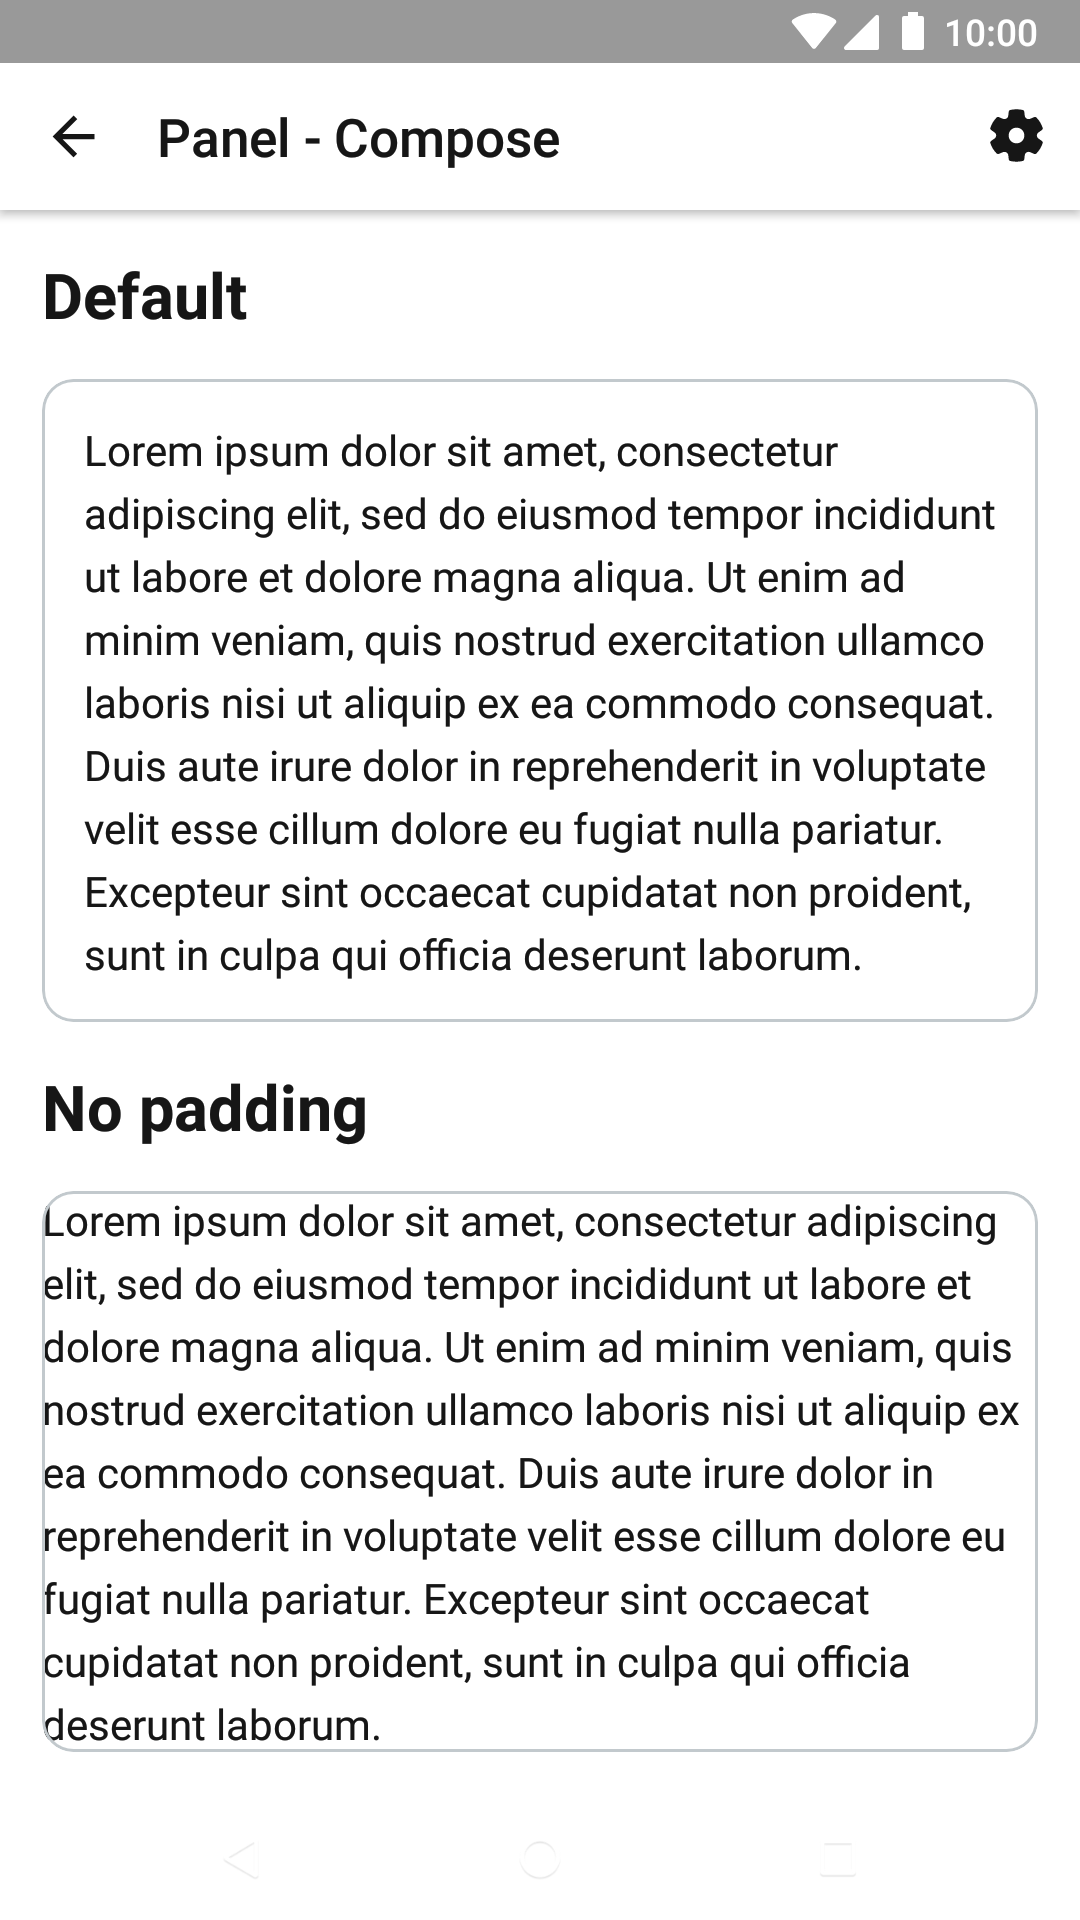 10:00
Panel - Compose
Default
Lorem ipsum dolor sit amet, consectetur
adipiscing elit, sed do eiusmod tempor incididunt
ut labore et dolore magna aliqua. Ut enim ad
minim veniam, quis nostrud exercitation ullamco
laboris nisi ut aliquip ex ea commodo consequat.
Duis aute irure dolor in reprehenderit in voluptate
velit esse cillum dolore eu fugiat nulla pariatur.
Excepteur sint occaecat cupidatat non proident,
sunt in culpa qui officia deserunt laborum.
No padding
Lorem ipsum dolor sit amet, consectetur adipiscing
elit, sed do eiusmod tempor incididunt ut labore et
dolore magna aliqua. Ut enim ad minim veniam, quis
nostrud exercitation ullamco laboris nisi ut aliquip ex
ea commodo consequat. Duis aute irure dolor in
reprehenderit in voluptate velit esse cillum dolore eu
fugiat nulla pariatur. Excepteur sint occaecat
cupidatat non proident, sunt in culpa qui officia
deserunt laborum.